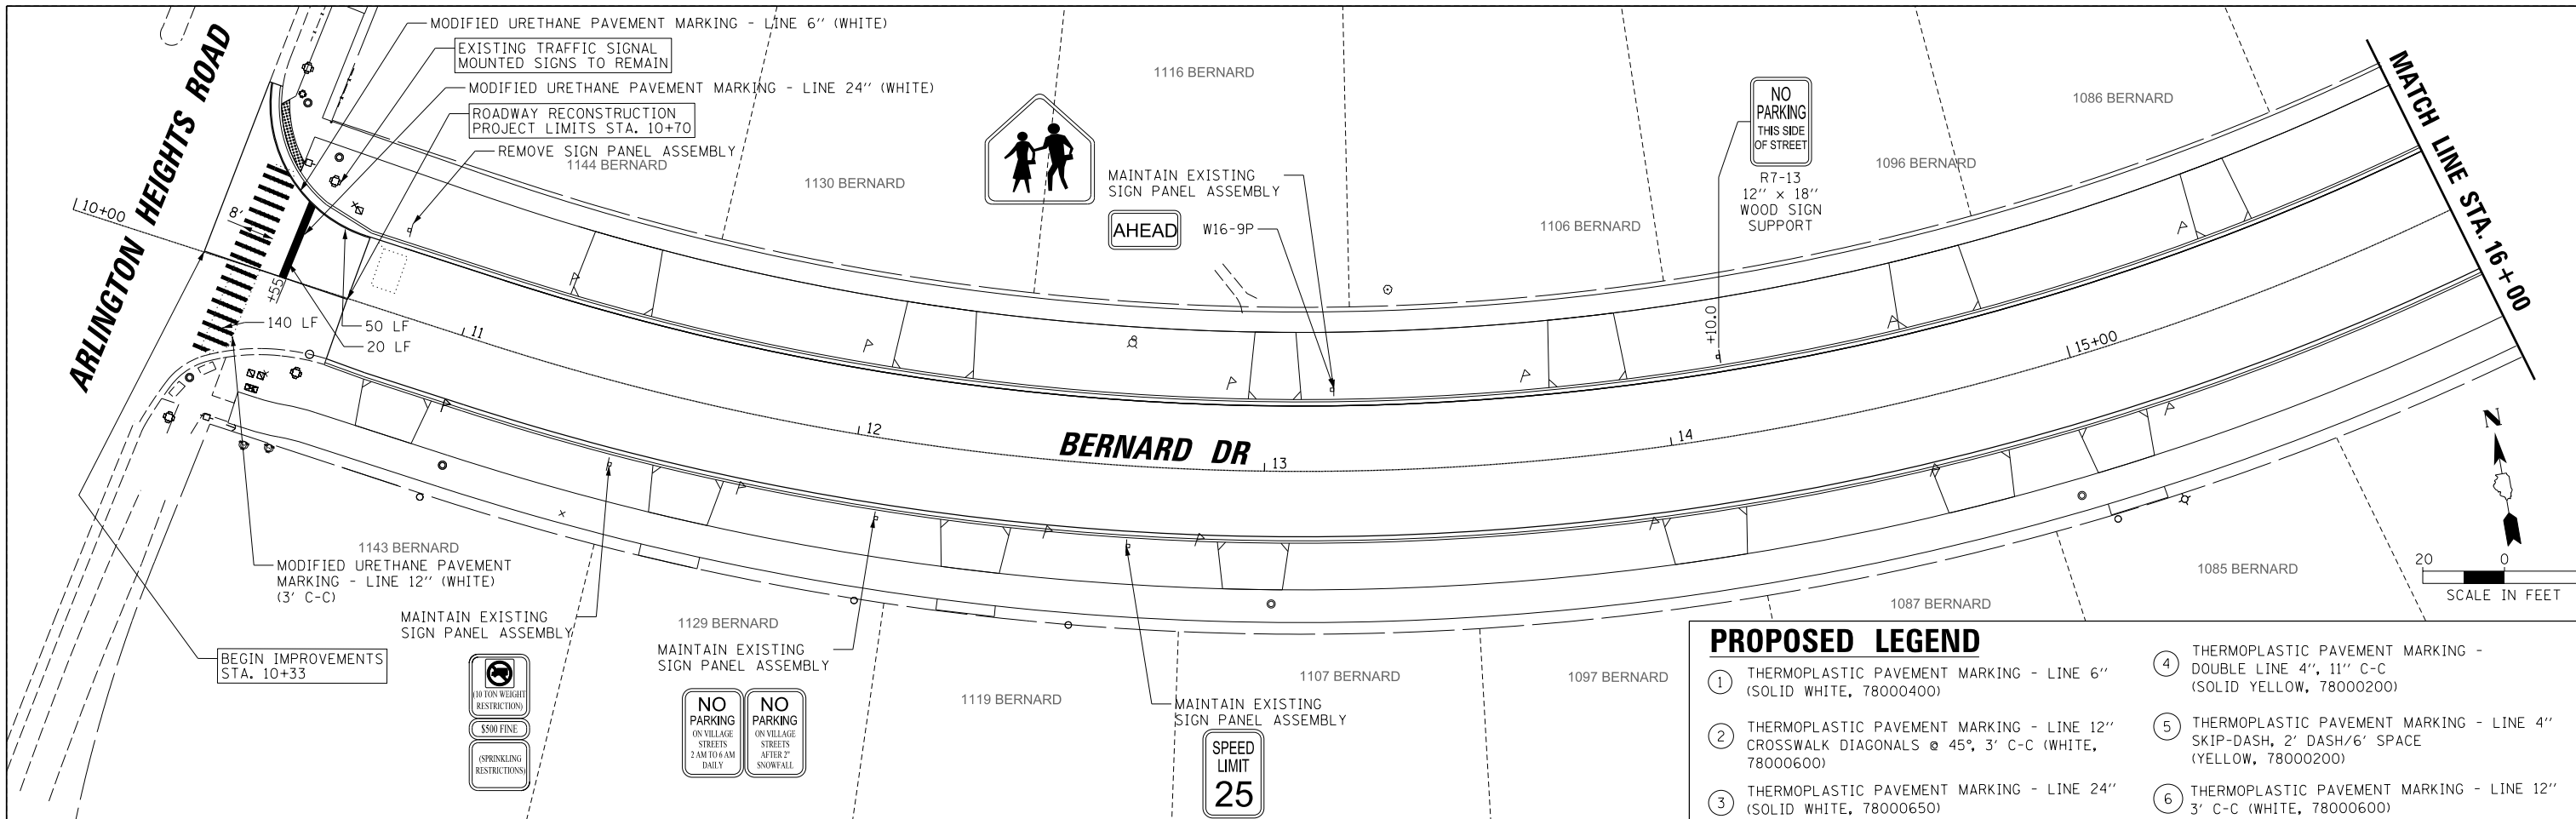 MODIFIED URETHANE PAVEMENT MARKING - LINE 6'' (WHITE)
EXISTING TRAFFIC SIGNAL
MOUNTED SIGNS TO REMAIN
MODIFIED URETHANE PAVEMENT MARKING - LINE 24'' (WHITE)
ROADWAY RECONSTRUCTION
PROJECT LIMITS STA. 10+70
REMOVE SIGN PANEL ASSEMBLY
ARLINGTON HEIGHTS ROAD
10+00
8'
+55
140 LF
50 LF
20 LF
1144 BERNARD
1130 BERNARD
1116 BERNARD
1106 BERNARD
1096 BERNARD
1086 BERNARD
MAINTAIN EXISTING
SIGN PANEL ASSEMBLY
AHEAD
W16-9P
NO
PARKING
THIS SIDE
OF STREET
R7-13
12'' x 18''
WOOD SIGN
SUPPORT
+10.0
MATCH LINE STA. 16+00
11
12
13
14
15+00
BERNARD DR
N
20
0
SCALE IN FEET
1143 BERNARD
MODIFIED URETHANE PAVEMENT
MARKING - LINE 12'' (WHITE)
(3' C-C)
BEGIN IMPROVEMENTS
STA. 10+33
MAINTAIN EXISTING
SIGN PANEL ASSEMBLY
(10 TON WEIGHT
RESTRICTION)
$500 FINE
(SPRINKLING
RESTRICTIONS)
1129 BERNARD
MAINTAIN EXISTING
SIGN PANEL ASSEMBLY
NO
PARKING
ON VILLAGE
STREETS
2 AM TO 6 AM
DAILY
NO
PARKING
ON VILLAGE
STREETS
AFTER 2"
SNOWFALL
1119 BERNARD
1107 BERNARD
MAINTAIN EXISTING
SIGN PANEL ASSEMBLY
SPEED
LIMIT
25
1097 BERNARD
1087 BERNARD
1085 BERNARD
PROPOSED LEGEND
1 THERMOPLASTIC PAVEMENT MARKING - LINE 6''
(SOLID WHITE, 78000400)
2 THERMOPLASTIC PAVEMENT MARKING - LINE 12''
CROSSWALK DIAGONALS @ 45°, 3' C-C (WHITE,
78000600)
3 THERMOPLASTIC PAVEMENT MARKING - LINE 24''
(SOLID WHITE, 78000650)
4 THERMOPLASTIC PAVEMENT MARKING -
DOUBLE LINE 4'', 11'' C-C
(SOLID YELLOW, 78000200)
5 THERMOPLASTIC PAVEMENT MARKING - LINE 4''
SKIP-DASH, 2' DASH/6' SPACE
(YELLOW, 78000200)
6 THERMOPLASTIC PAVEMENT MARKING - LINE 12''
3' C-C (WHITE, 78000600)